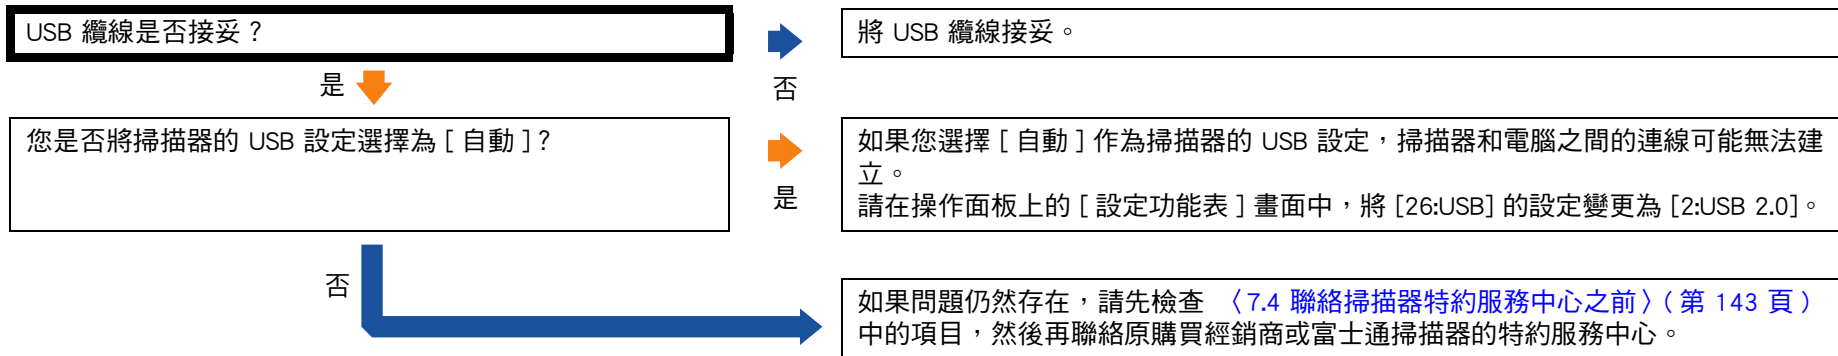 USB 纜線是否接妥？
將 USB 纜線接妥。
是
否
您是否將掃描器的 USB 設定選擇為 [ 自動 ]？
如果您選擇 [ 自動 ] 作為掃描器的 USB 設定，掃描器和電腦之間的連線可能無法建
立。
請在操作面板上的 [ 設定功能表 ] 畫面中，將 [26:USB] 的設定變更為 [2:USB 2.0]。
是
否
如果問題仍然存在，請先檢查 〈7.4 聯絡掃描器特約服務中心之前〉( 第 143 頁 )
中的項目，然後再聯絡原購買經銷商或富士通掃描器的特約服務中心。